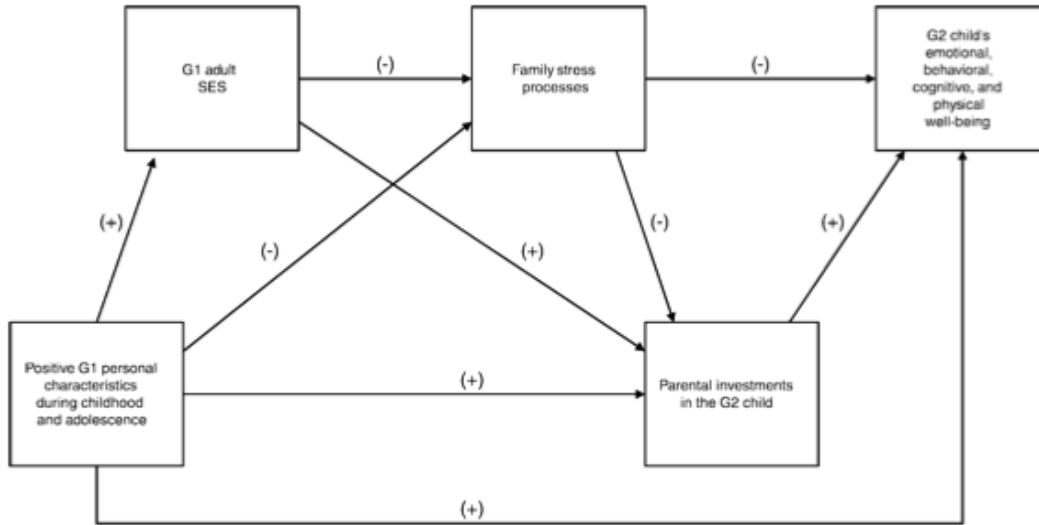 G1 adult
SES
(-)
Family stress
processes
(-)
G2 child's
emotional,
behavioral,
cognitive, and
physical
well-being
(+)
(-)
(+)
(-)
(+)
Positive G1 personal
characteristics
during childhood
and adolescence
(+)
Parental investments
in the G2 child
(+)